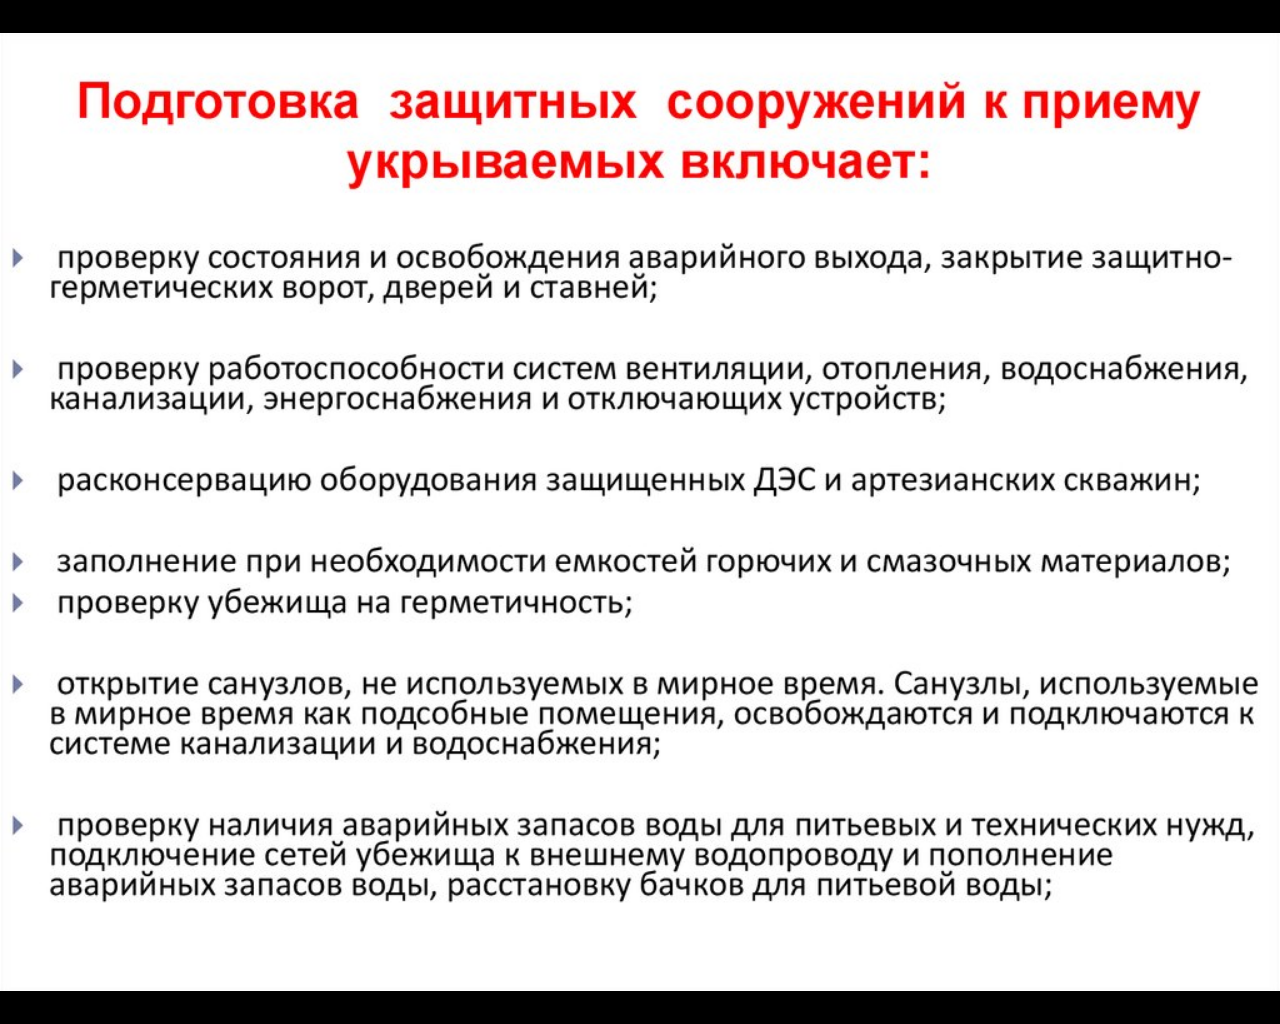 Подготовка защитных сооружений к приему
укрываемых включает:
проверку состояния и освобождения аварийного выхода, закрытие защитно-
герметических ворот, дверей и ставней;
проверку работоспособности систем вентиляции, отопления, водоснабжения,
канализации, энергоснабжения и отключающих устройств;
расконсервацию оборудования защищенных ДЭС и артезианских скважин;
заполнение при необходимости емкостей горючих и смазочных материалов;
проверку убежища на герметичность;
открытие санузлов, не используемых в мирное время. Санузлы, используемые
в мирное время как подсобные помещения, освобождаются и подключаются к
системе канализации и водоснабжения;
проверку наличия аварийных запасов воды для питьевых и технических нужд,
подключение сетей убежища к внешнему водопроводу и пополнение
аварийных запасов воды, расстановку бачков для питьевой воды;